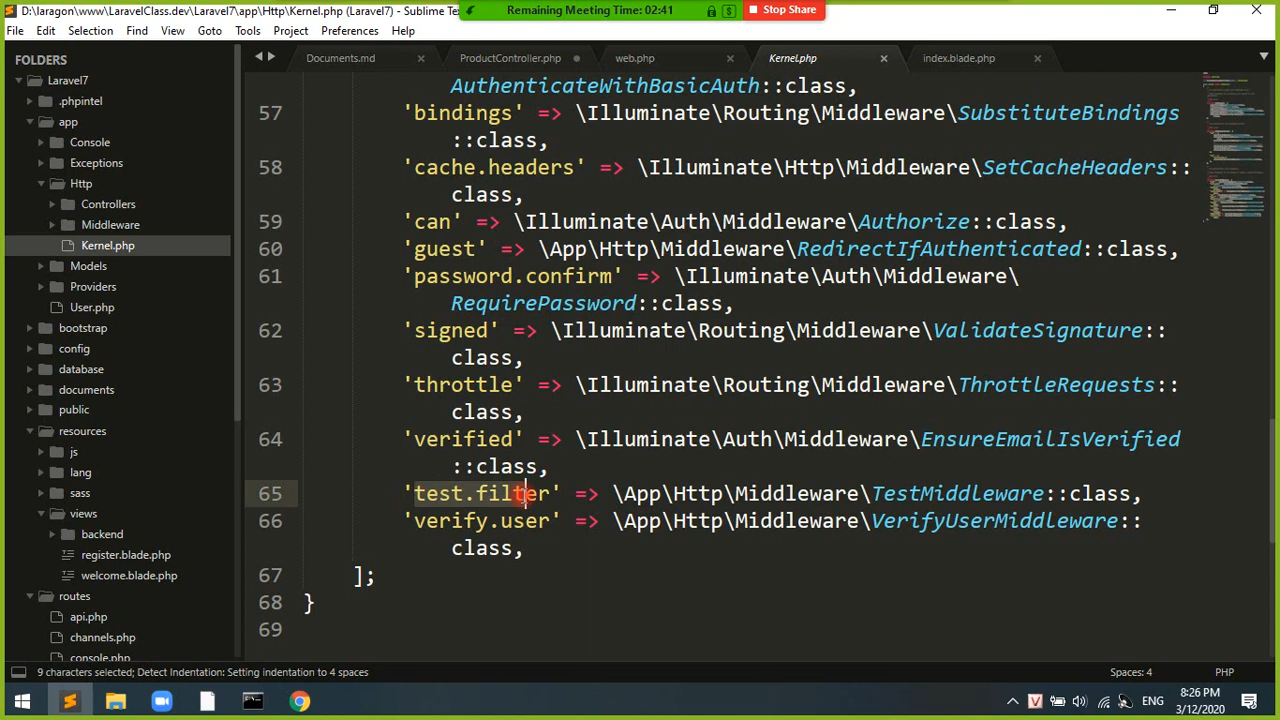 D:\laragon\www\LaravelClass.dev\Laravel7\app\Http\Kernel.php (Laravel7) - Sublime Te
Remaining Meeting Time: 02:41
Stop Share
File Edit Selection Find View Goto Tools Project Preferences Help
FOLDERS
Laravel7
.phpintel
app
Console
Exceptions
Http
Controllers
Middleware
Kernel.php
Models
Providers
User.php
bootstrap
config
database
documents
public
resources
js
lang
sass
views
backend
register.blade.php
welcome.blade.php
routes
api.php
channels.php
console.php
Documents.md ProductController.php web.php Kernel.php index.blade.php
AuthenticateWithBasicAuth::class,
57 'bindings' => \Illuminate\Routing\Middleware\SubstituteBindings
::class,
58 'cache.headers' => \Illuminate\Http\Middleware\SetCacheHeaders::
class,
59 'can' => \Illuminate\Auth\Middleware\Authorize::class,
60 'guest' => \App\Http\Middleware\RedirectIfAuthenticated::class,
61 'password.confirm' => \Illuminate\Auth\Middleware\
RequirePassword::class,
62 'signed' => \Illuminate\Routing\Middleware\ValidateSignature::
class,
63 'throttle' => \Illuminate\Routing\Middleware\ThrottleRequests::
class,
64 'verified' => \Illuminate\Auth\Middleware\EnsureEmailIsVerified
::class,
65 'test.filter' => \App\Http\Middleware\TestMiddleware::class,
66 'verify.user' => \App\Http\Middleware\VerifyUserMiddleware::
class,
67 ];
68 }
69
9 characters selected; Detect Indentation: Setting indentation to 4 spaces
Spaces: 4
PHP
ENG
8:26 PM
3/12/2020